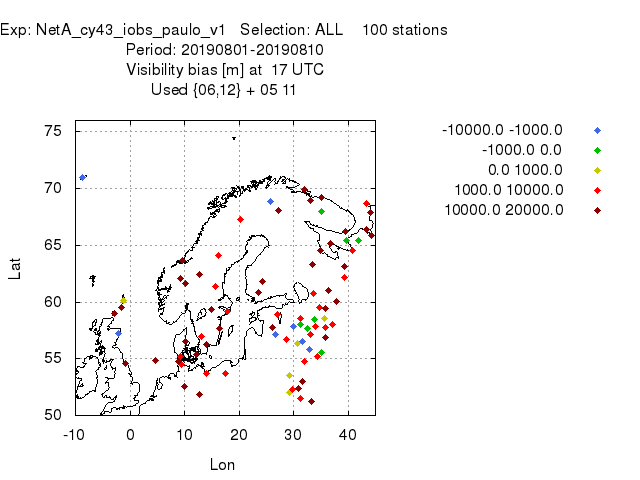 Exp: NetA_cy43_iobs_paulo_v1 Selection: ALL 100 stations
Period: 20190801-20190810
Visibility bias [m] at 17 UTC
Used {06,12} + 05 11
-10000.0 -1000.0
-1000.0 0.0
0.0 1000.0
1000.0 10000.0
10000.0 20000.0
75
70
65
60
55
50
Lat
-10 0 10 20 30 40
Lon